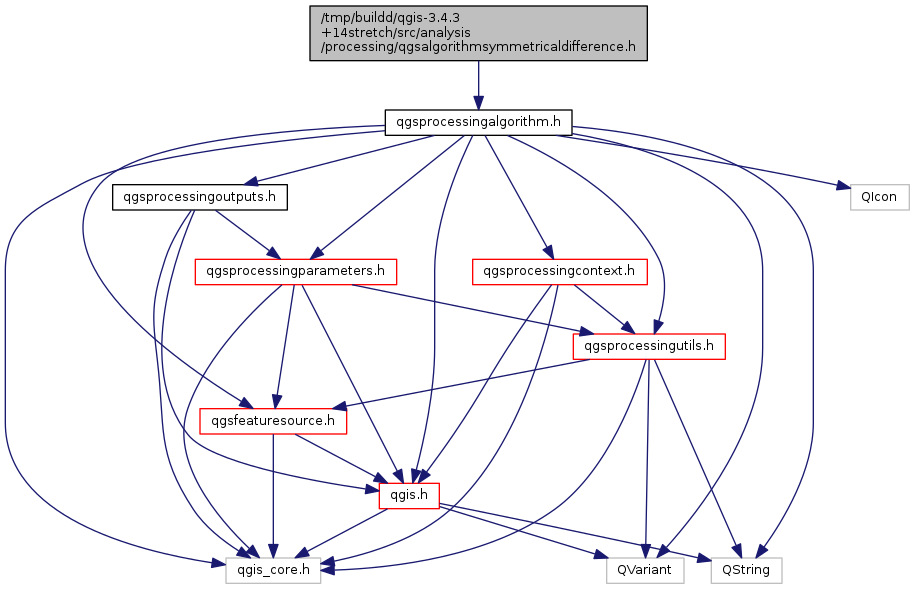 /tmp/buildd/qgis-3.4.3
+14stretch/src/analysis
/processing/qgsalgorithmsymmetricaldifference.h
qgsprocessingalgorithm.h
qgsprocessingoutputs.h
QIcon
qgsprocessingparameters.h
qgsprocessingcontext.h
qgsprocessingutils.h
qgsfeaturesource.h
qgis.h
qgis_core.h
QVariant
QString